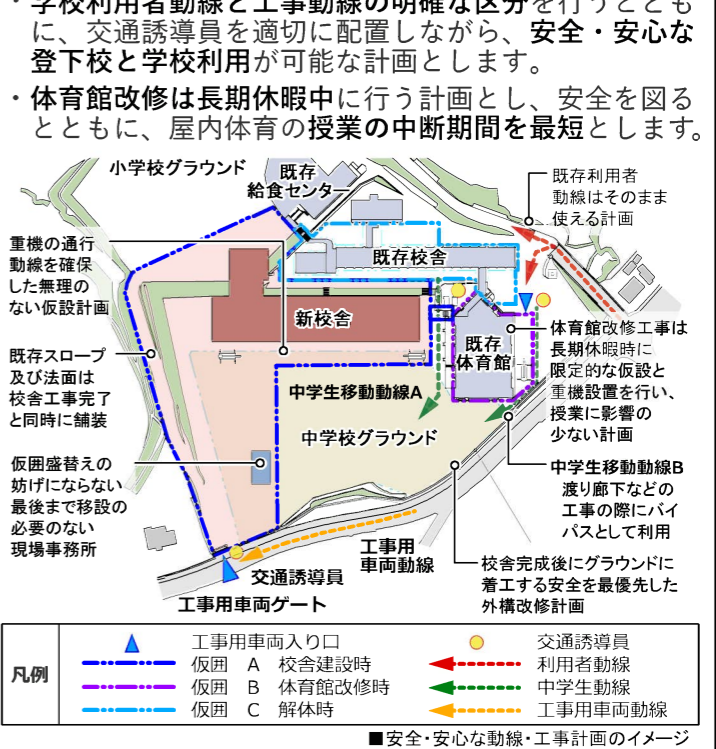 ・学校利用者動線と工事動線の明確な区分を行うととも
に、交通誘導員を適切に配置しながら、安全・安心な
登下校と学校利用が可能な計画とします。
・体育館改修は長期休暇中に行う計画とし、安全を図る
とともに、屋内体育の授業の中断期間を最短とします。
小学校グラウンド
既存
給食センター
既存利用者
動線はそのまま
使える計画
重機の通行
動線を確保
した無理の
ない仮設計画
既存校舎
新校舎
既存
体育館
体育館改修工事は
長期休暇時に
限定的な仮設と
重機設置を行い、
授業に影響の
少ない計画
既存スロープ
及び法面は
校舎工事完了
と同時に舗装
中学生移動動線A
中学校グラウンド
仮囲盛替えの
妨げにならない
最後まで移設の
必要のない
現場事務所
中学生移動動線B
渡り廊下などの
工事の際にバイ
パスとして利用
工事用
車両動線
交通誘導員
工事用車両ゲート
校舎完成後にグラウンドに
着工する安全を最優先した
外構改修計画
凡例
工事用車両入り口
仮囲 A 校舎建設時
仮囲 B 体育館改修時
仮囲 C 解体時
交通誘導員
利用者動線
中学生動線
工事用車両動線
■安全・安心な動線・工事計画のイメージ